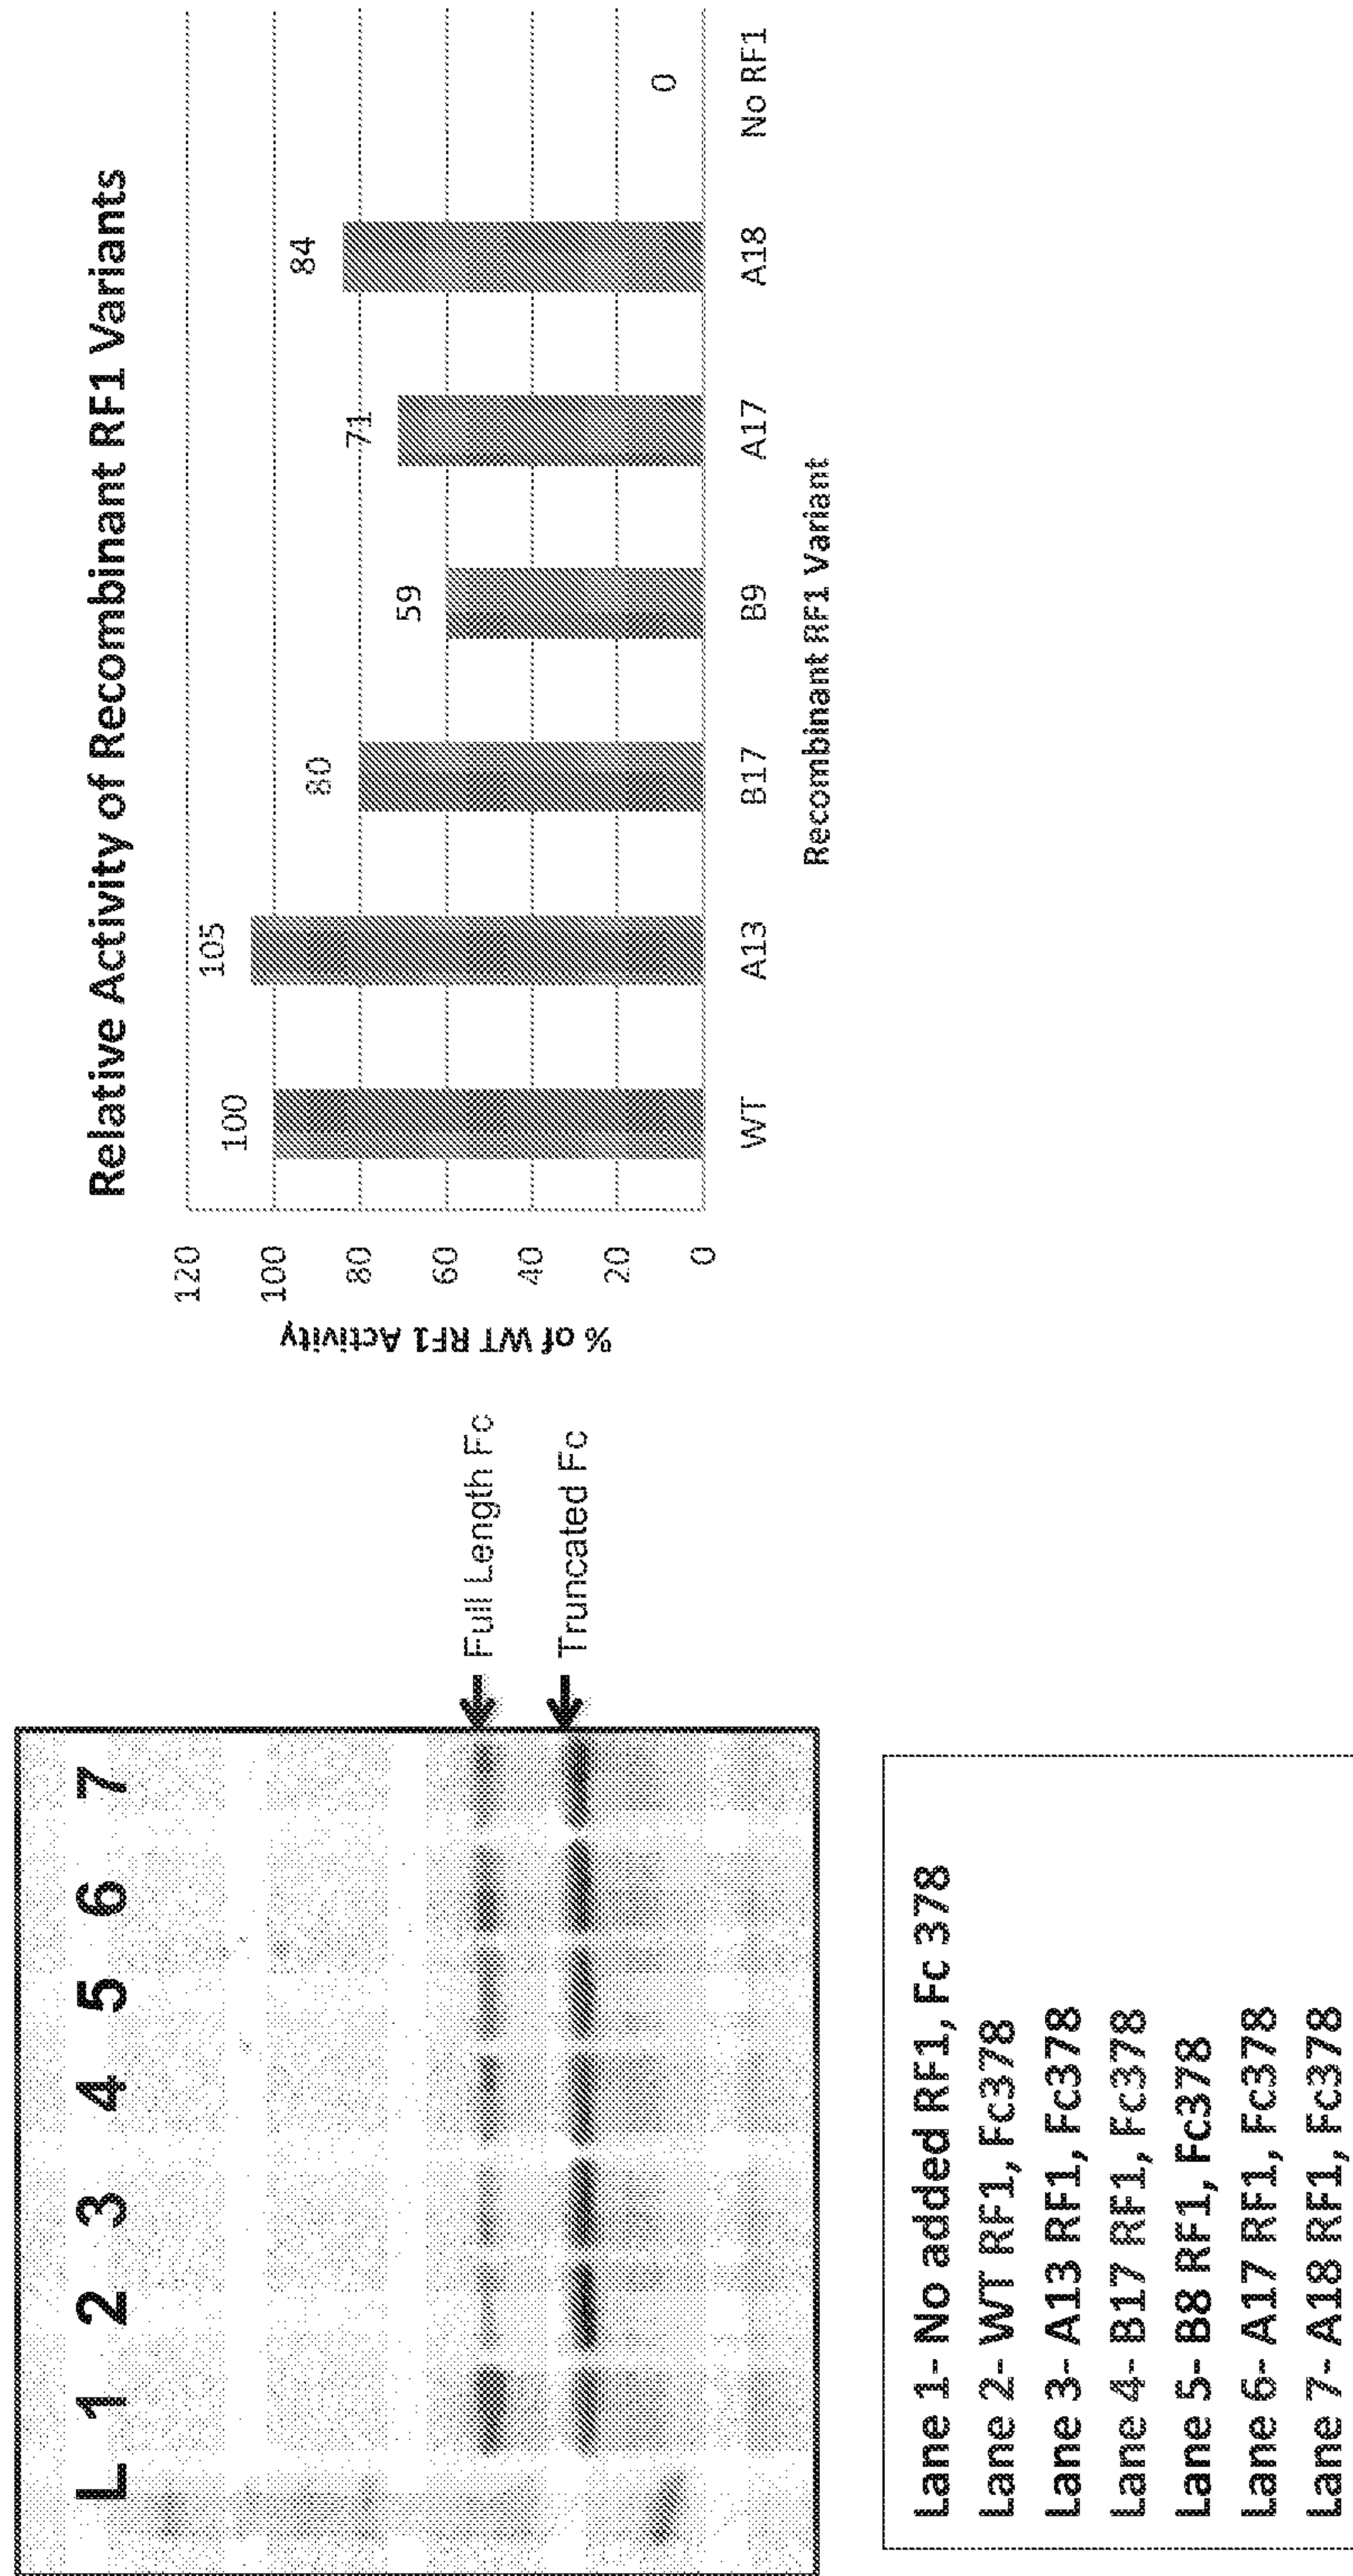 L 1 2 3 4 5 6 7
Full Length Fc
Truncated Fc
Lane 1- No added RF1, Fc 378
Lane 2- WT RF1, Fc378
Lane 3- A13 RF1, Fc378
Lane 4- B17 RF1, Fc378
Lane 5- B8 RF1, Fc378
Lane 6- A17 RF1, Fc378
Lane 7- A18 RF1, Fc378
Relative Activity of Recombinant RF1 Variants
% of WT RF1 Activity
120
100
80
60
40
20
0
100
105
80
59
71
84
0
WT A13 B17 B9 A17 A18 No RF1
Recombinant RF1 Variant